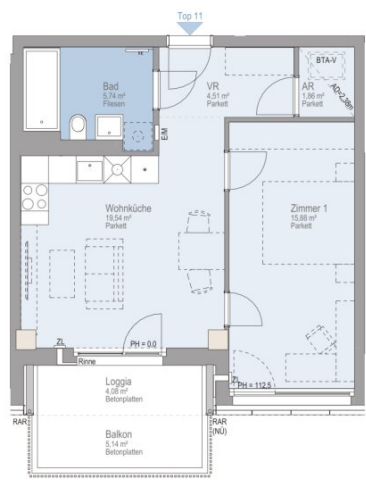 Top 11
Bad
5,74 m²
Fliesen
VR
4,51 m²
Parkett
BTA-V
AR
1,86 m²
Parkett
AD=2,38m
E/M
Wohnküche
19,54 m²
Parkett
Zimmer 1
15,88 m²
Parkett
ZL
PH = 0.0
Rinne
ZL
PH = 112,5
Loggia
4,08 m²
Betonplatten
RAR
RAR
(NÜ)
Balkon
5,14 m²
Betonplatten